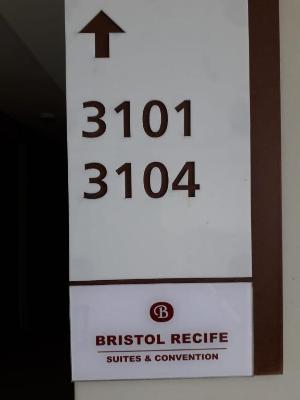 3101
3104
B
BRISTOL RECIFE
SUITES & CONVENTION